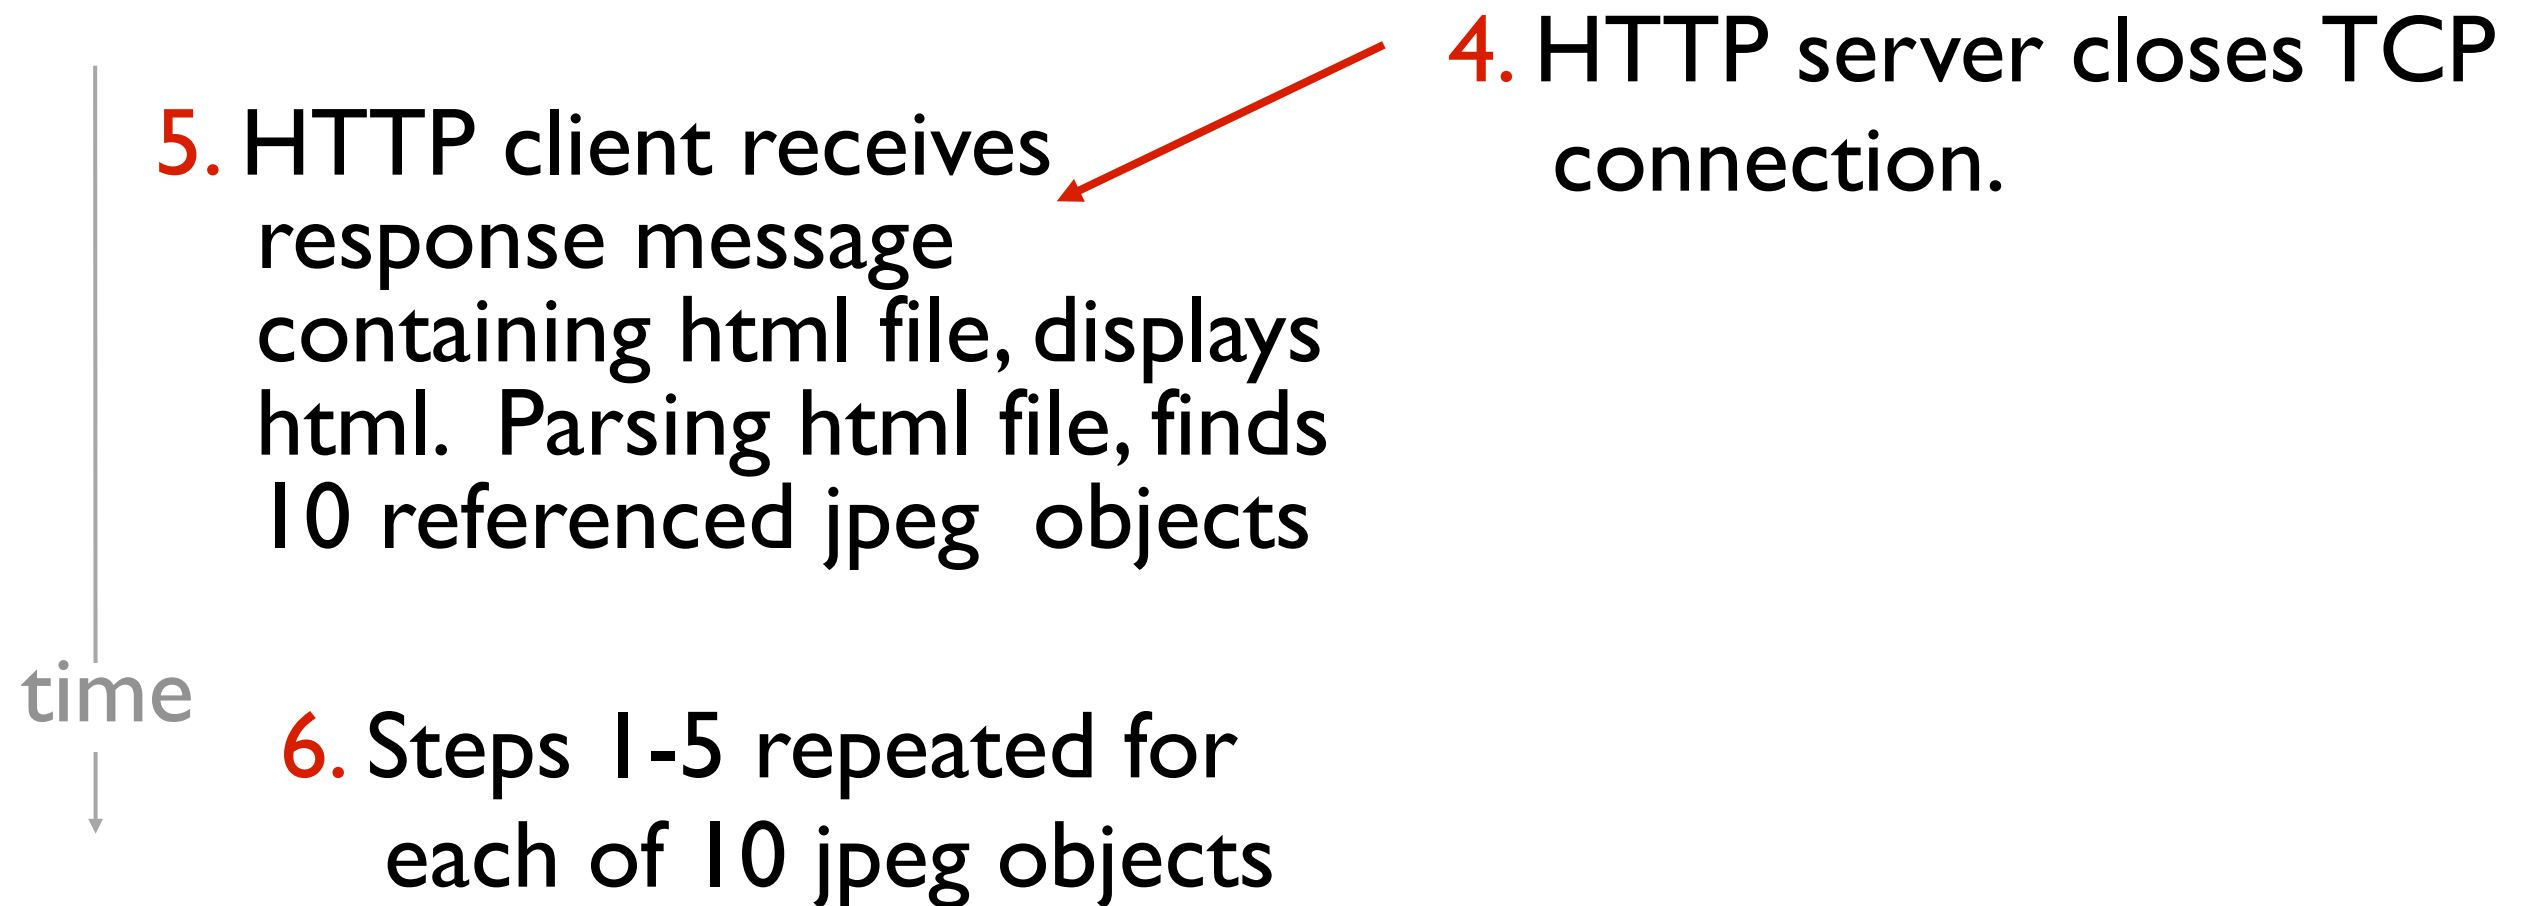 4. HTTP server closes TCP
connection.
5. HTTP client receives
response message
containing html file, displays
html. Parsing html file, finds
10 referenced jpeg objects
time
6. Steps 1-5 repeated for
each of 10 jpeg objects